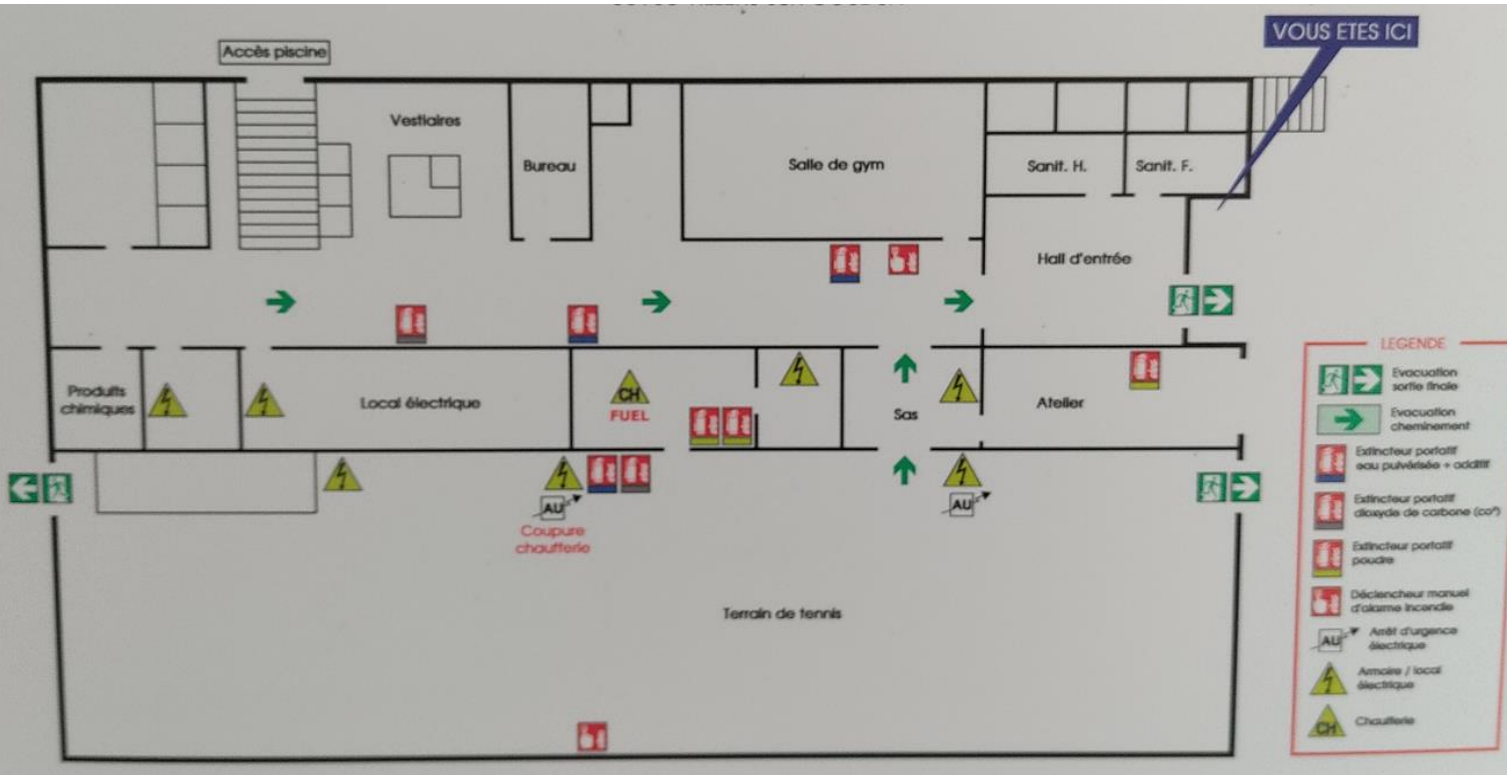 VOUS ETES ICI
Accès piscine
Vestiaires
Bureau
Salle de gym
Sanit. H.
Sanit. F.
Hall d'entrée
Produits
chimiques
Local électrique
CH
FUEL
Sas
Atelier
AU
Coupure
chaufferie
AU
Terrain de tennis
LEGENDE
Evacuation
sortie finale
Evacuation
cheminement
Extincteur portatif
eau pulvérisée + additif
Extincteur portatif
dioxyde de carbone (co²)
Extincteur portatif
poudre
Déclencheur manuel
d'alarme incendie
AU
Arrêt d'urgence
électrique
Armoire / local
électrique
CH
Chaufferie